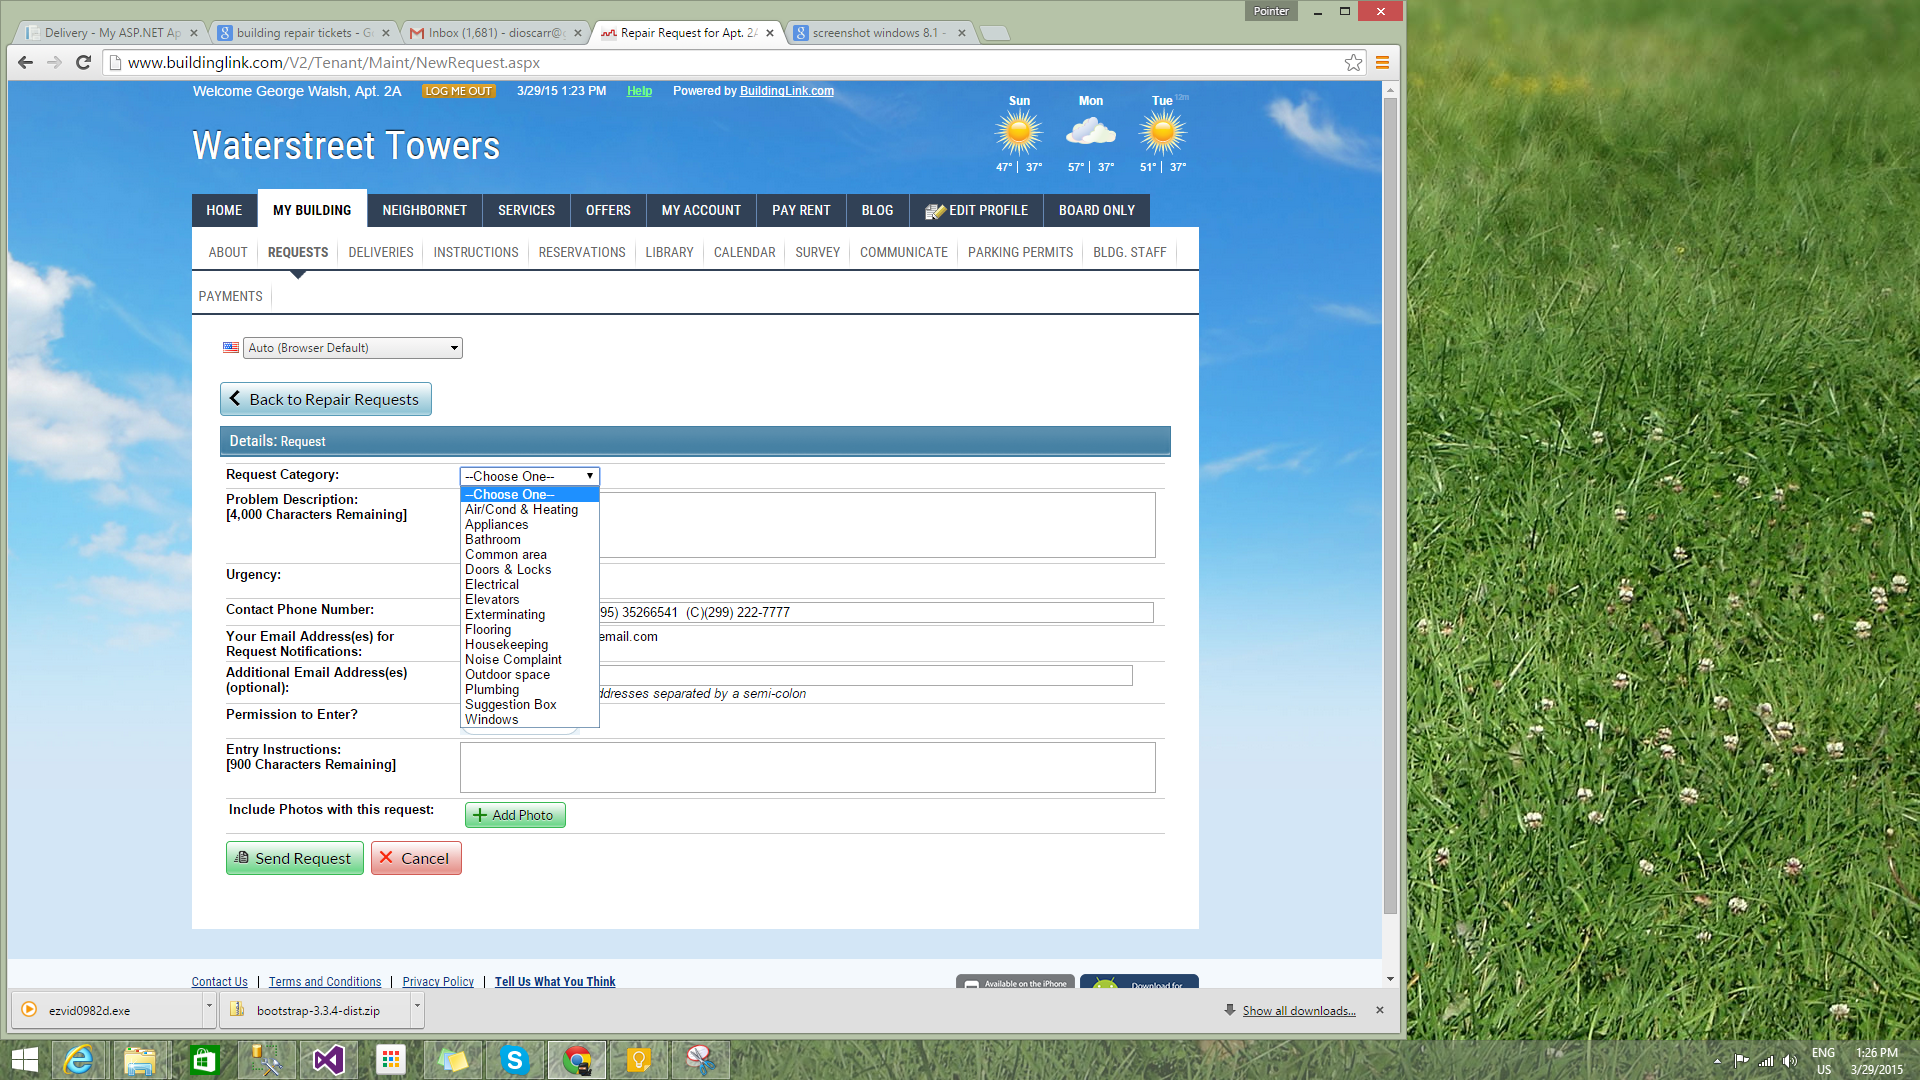 Pointer
Delivery - My ASP.NET Ap
building repair tickets - G
Inbox (1,681) - dioscarr@g
Repair Request for Apt. 2A
screenshot windows 8.1 -
www.buildinglink.com/V2/Tenant/Maint/NewRequest.aspx
Welcome George Walsh, Apt. 2A LOG ME OUT 3/29/15 1:23 PM Help Powered by BuildingLink.com
Sun Mon Tue 12m
47° | 37° 57° | 37° 51° | 37°
Waterstreet Towers
HOME MY BUILDING NEIGHBORNET SERVICES OFFERS MY ACCOUNT PAY RENT BLOG EDIT PROFILE BOARD ONLY
ABOUT REQUESTS DELIVERIES INSTRUCTIONS RESERVATIONS LIBRARY CALENDAR SURVEY COMMUNICATE PARKING PERMITS BLDG. STAFF
PAYMENTS
Auto (Browser Default)
Back to Repair Requests
Details: Request
Request Category:
--Choose One--
--Choose One--
Air/Cond & Heating
Appliances
Bathroom
Common area
Doors & Locks
Electrical
Elevators
Exterminating
Flooring
Housekeeping
Noise Complaint
Outdoor space
Plumbing
Suggestion Box
Windows
Problem Description:
[4,000 Characters Remaining]
Urgency:
Contact Phone Number:
95) 35266541 (C)(299) 222-7777
Your Email Address(es) for
Request Notifications:
email.com
Additional Email Address(es)
(optional):
ddresses separated by a semi-colon
Permission to Enter?
Entry Instructions:
[900 Characters Remaining]
Include Photos with this request:
Add Photo
Send Request
Cancel
Contact Us | Terms and Conditions | Privacy Policy | Tell Us What You Think
Available on the iPhone
Download for
ezvid0982d.exe
bootstrap-3.3.4-dist.zip
Show all downloads...
ENG
US
1:26 PM
3/29/2015